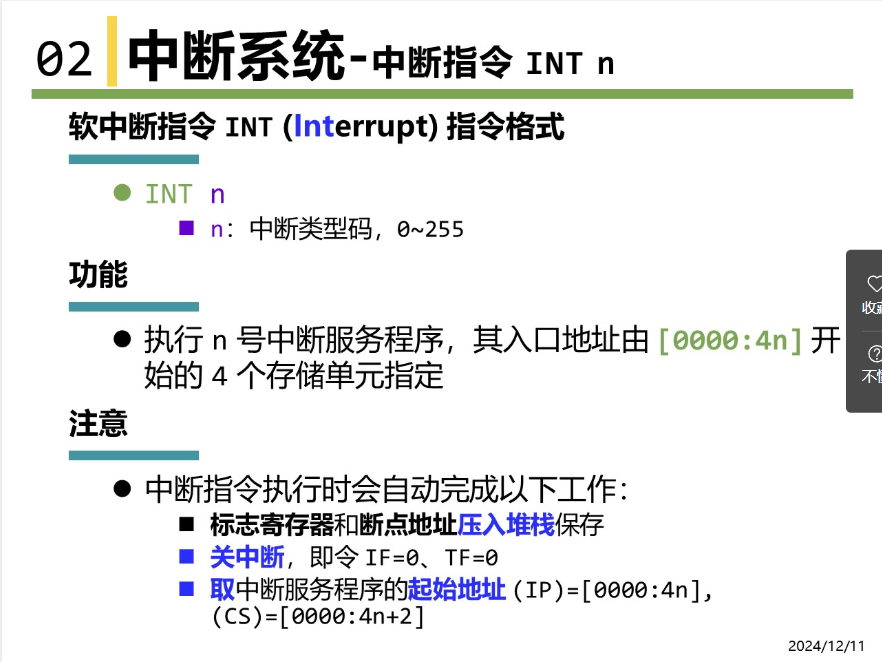 02 中断系统-中断指令 INT n
软中断指令 INT (Interrupt) 指令格式
INT n
n：中断类型码，0~255
功能
执行 n 号中断服务程序，其入口地址由 [0000:4n] 开
始的 4 个存储单元指定
注意
中断指令执行时会自动完成以下工作：
标志寄存器和断点地址压入堆栈保存
关中断，即令 IF=0、TF=0
取中断服务程序的起始地址 (IP)=[0000:4n],
(CS)=[0000:4n+2]
2024/12/11
收
不